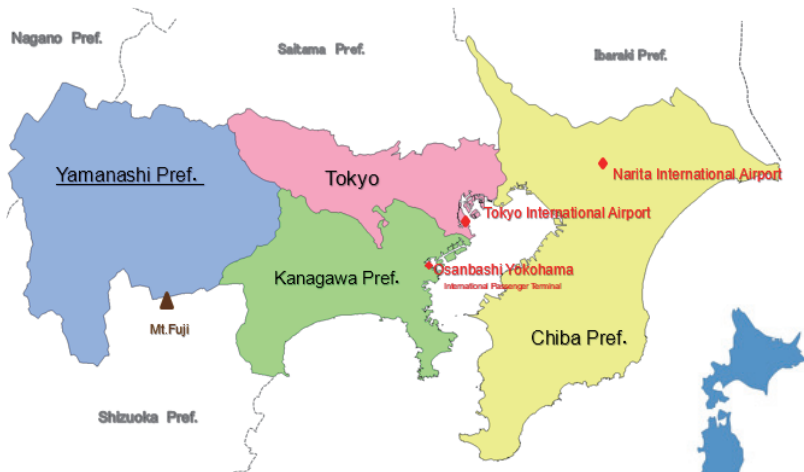 Nagano Pref.
Saitama Pref.
Ibaraki Pref.
Yamanashi Pref.
Tokyo
Narita International Airport
Tokyo International Airport
Kanagawa Pref.
Osanbashi Yokohama
International Passenger Terminal
Mt.Fuji
Chiba Pref.
Shizuoka Pref.